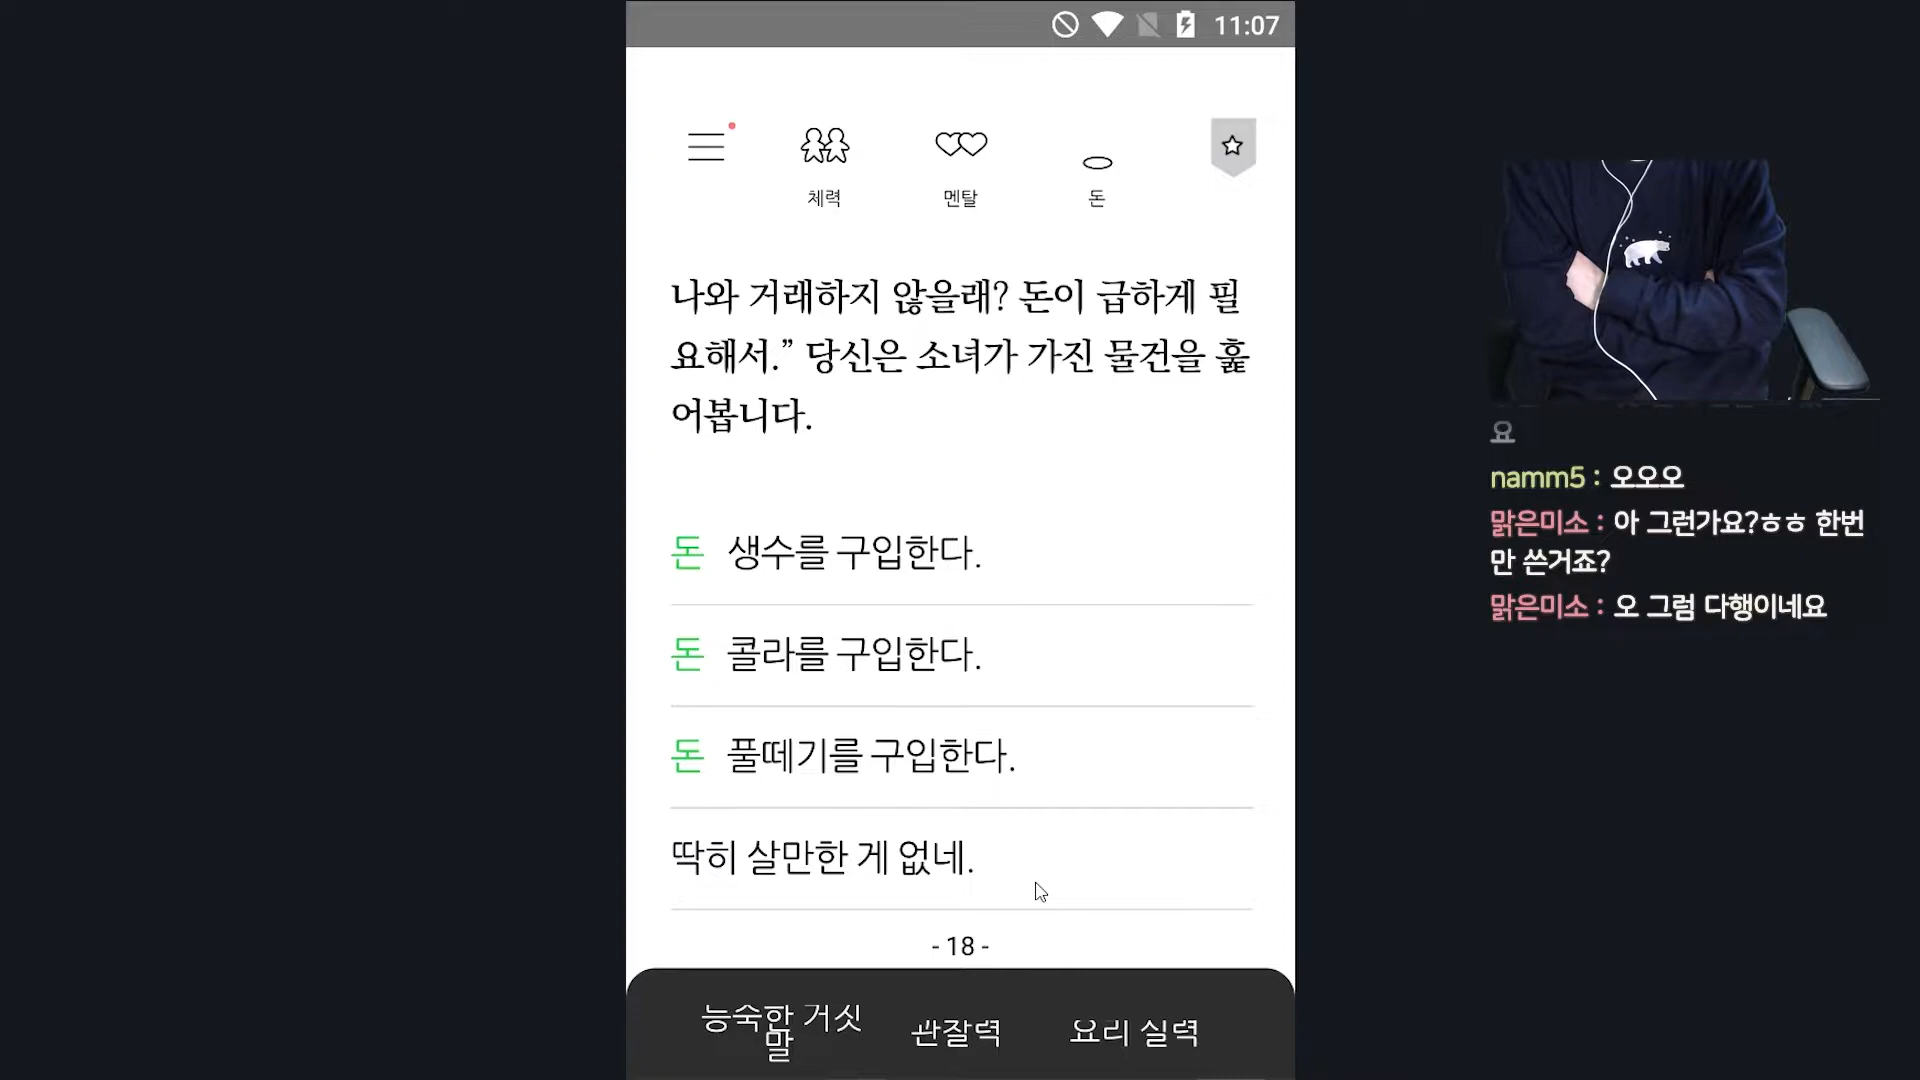 11:07
체력
멘탈
돈
나와 거래하지 않을래? 돈이 급하게 필
요해서.” 당신은 소녀가 가진 물건을 훑
어봅니다.
돈 생수를 구입한다.
돈 콜라를 구입한다.
돈 풀떼기를 구입한다.
딱히 살만한 게 없네.
- 18 -
능숙한 거짓
말
관찰력
요리 실력
요
namm5 : 오오오
맑은미소 : 아 그런가요?ㅎㅎ 한번
만 쓴거죠?
맑은미소 : 오 그럼 다행이네요